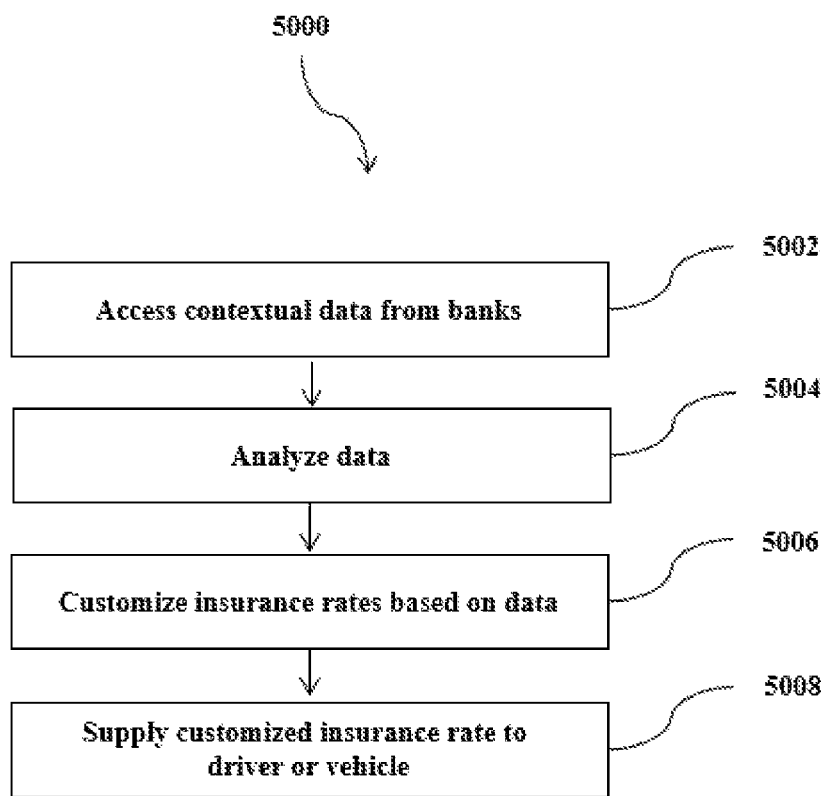 5000
5002
Access contextual data from banks
5004
Analyze data
5006
Customize insurance rates based on data
5008
Supply customized insurance rate to
driver or vehicle